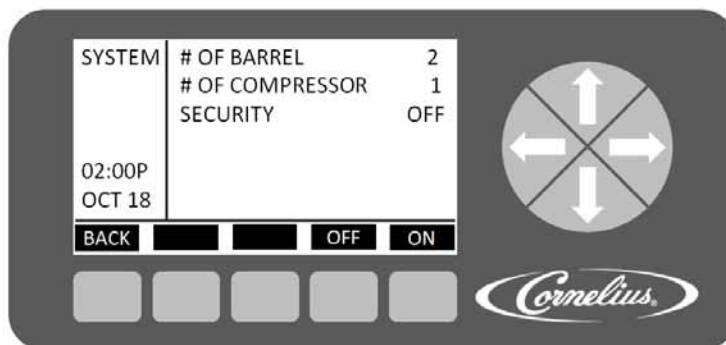 SYSTEM
# OF BARREL 2
# OF COMPRESSOR 1
SECURITY OFF
02:00P
OCT 18
BACK OFF ON
Cornelius®